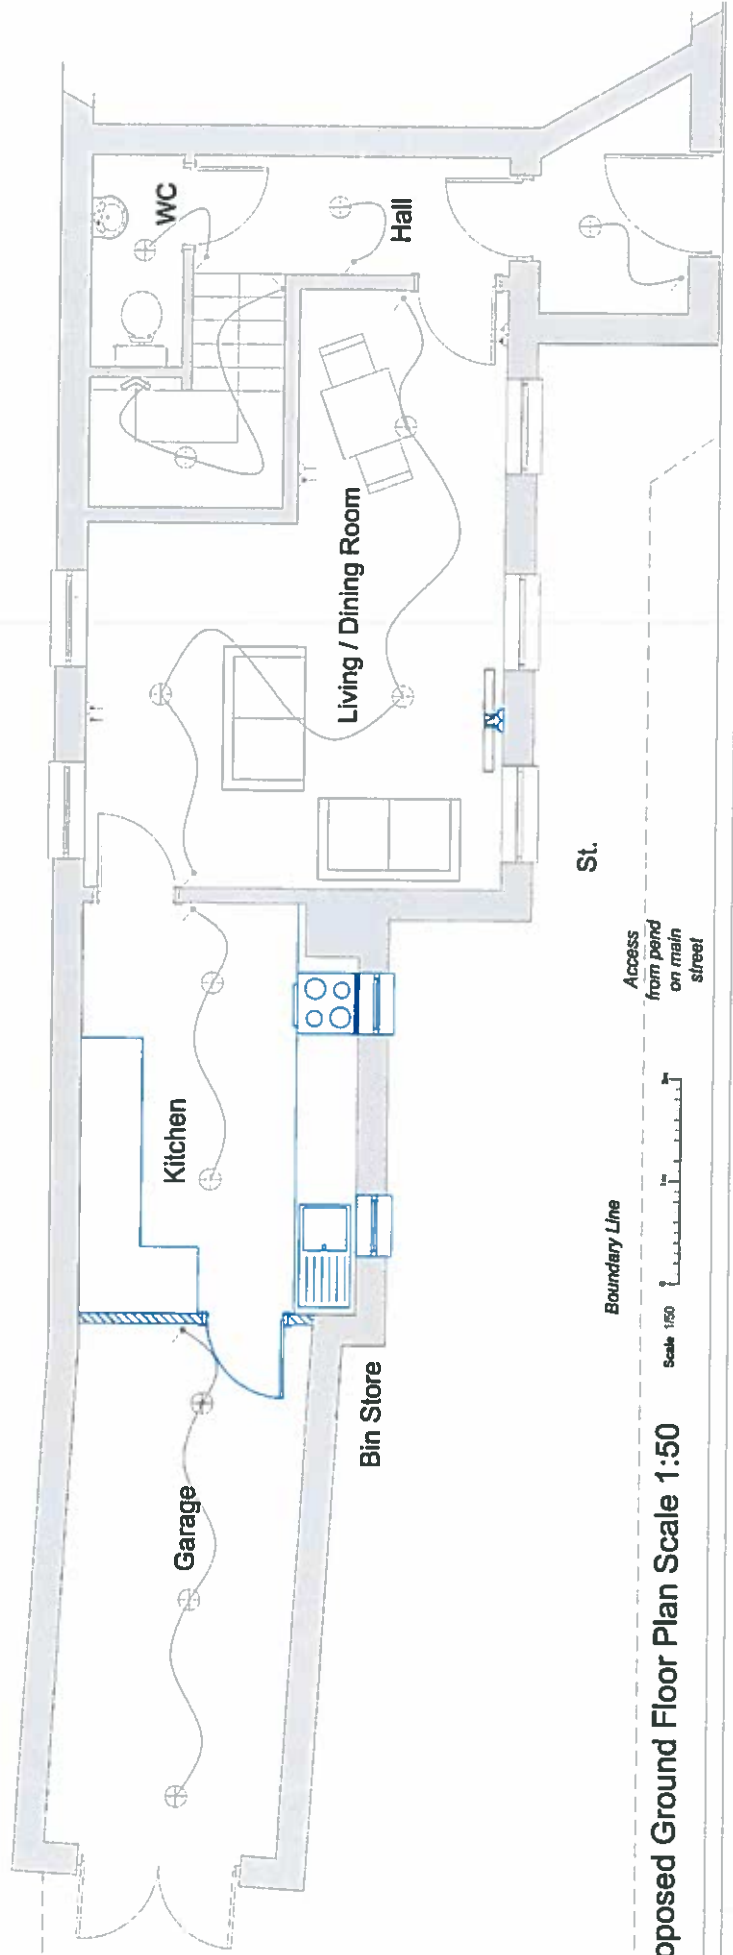 Garage
Bin Store
Kitchen
Living / Dining Room
WC
Hall
St.
Boundary Line
Access
from pend
on main
street
Scale 1/50
oposed Ground Floor Plan Scale 1:50